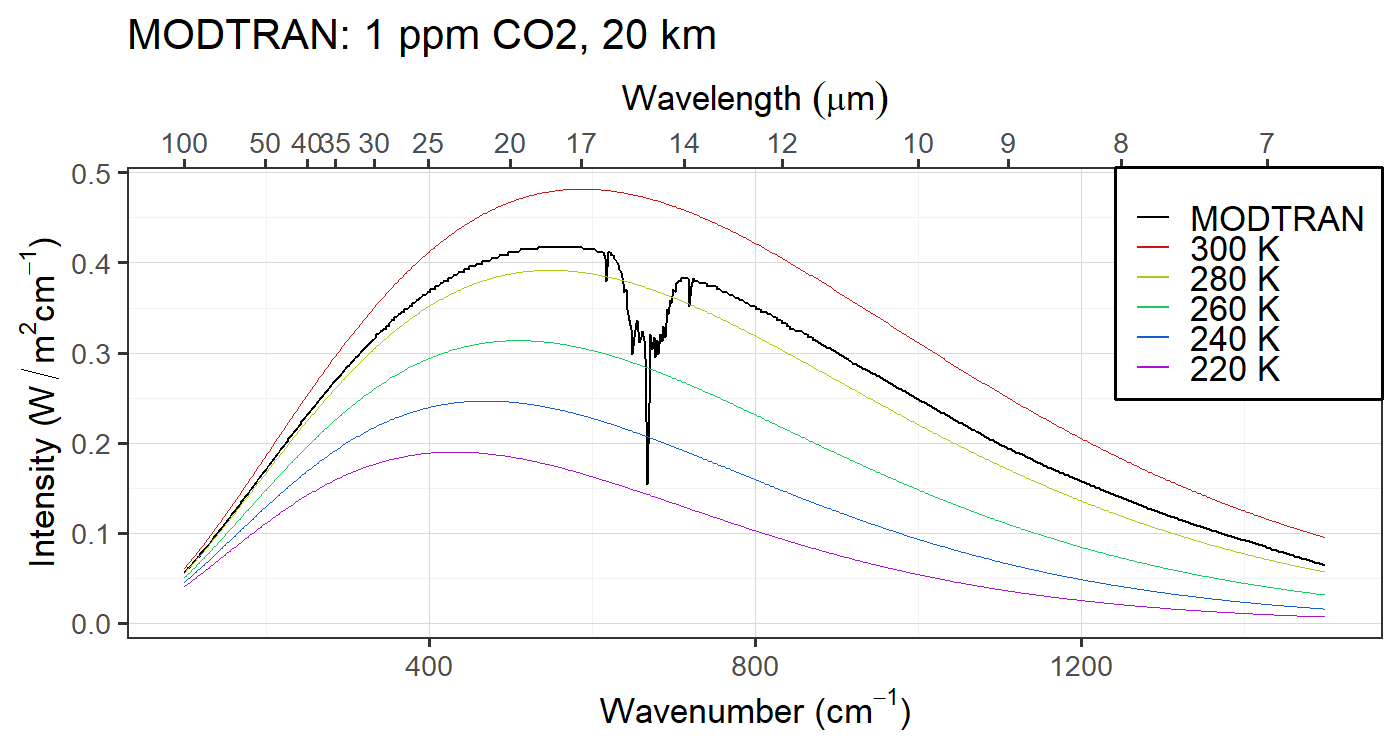 MODTRAN: 1 ppm CO2, 20 km
Wavelength (μm)
100 50 40 35 30 25 20 17 14 12 10 9 8 7
Intensity (W / m²cm⁻¹)
0.5
0.4
0.3
0.2
0.1
0.0
MODTRAN
300 K
280 K
260 K
240 K
220 K
400 800 1200
Wavenumber (cm⁻¹)